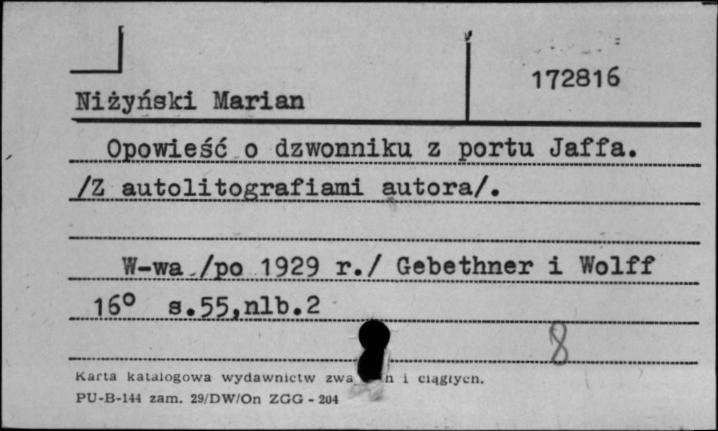 172816
Niżyński Marian
Opowieść o dzwonniku z portu Jaffa.
/Z autolitografiami autora/.
W-wa /po 1929 r./ Gebethner i Wolff
16° s.55,nlb.2
8
Karta katalogowa wydawnictw i ciągłych.
PU-B-144 zam. 29/DW/On ZGG - 204